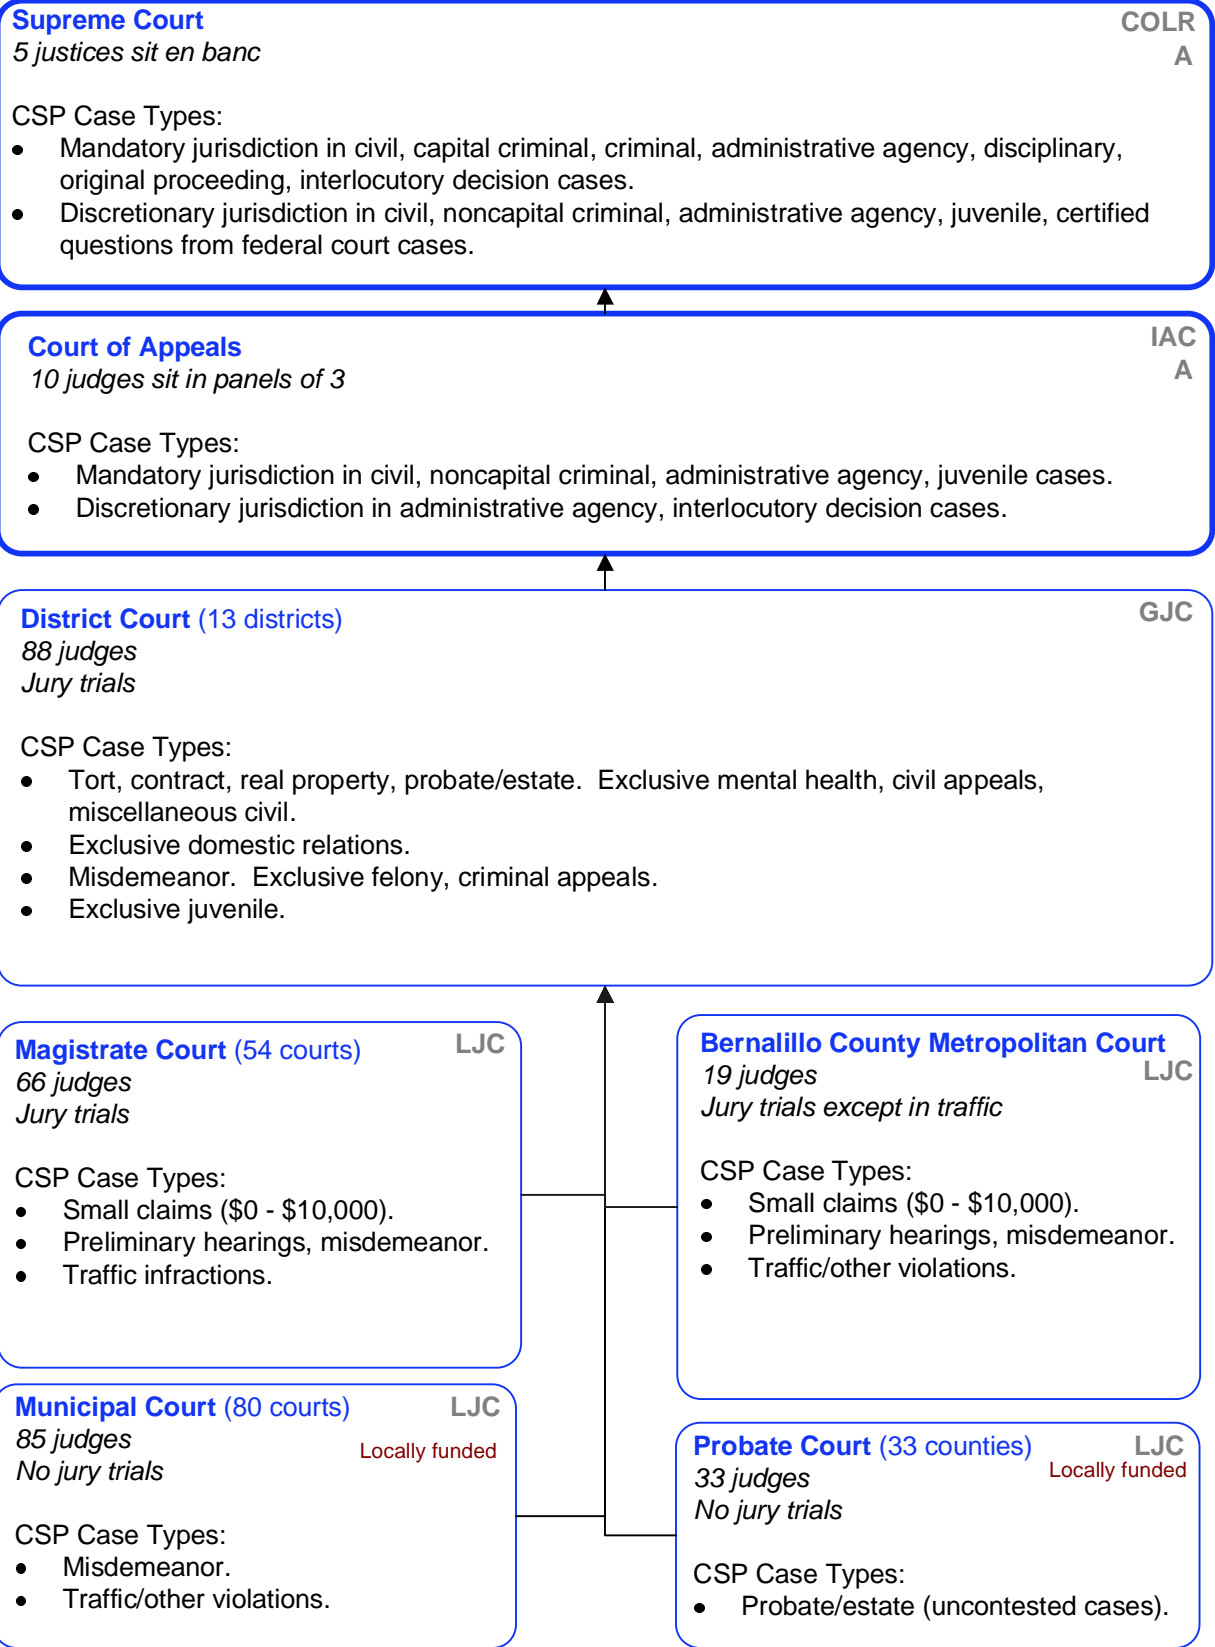 Supreme Court
COLR
5 justices sit en banc
A
CSP Case Types:
• Mandatory jurisdiction in civil, capital criminal, criminal, administrative agency, disciplinary,
original proceeding, interlocutory decision cases.
• Discretionary jurisdiction in civil, noncapital criminal, administrative agency, juvenile, certified
questions from federal court cases.
Court of Appeals
IAC
10 judges sit in panels of 3
A
CSP Case Types:
• Mandatory jurisdiction in civil, noncapital criminal, administrative agency, juvenile cases.
• Discretionary jurisdiction in administrative agency, interlocutory decision cases.
District Court (13 districts)
GJC
88 judges
Jury trials
CSP Case Types:
• Tort, contract, real property, probate/estate.  Exclusive mental health, civil appeals,
miscellaneous civil.
• Exclusive domestic relations.
• Misdemeanor.  Exclusive felony, criminal appeals.
• Exclusive juvenile.
Magistrate Court (54 courts)
LJC
66 judges
Jury trials
CSP Case Types:
• Small claims ($0 - $10,000).
• Preliminary hearings, misdemeanor.
• Traffic infractions.
Bernalillo County Metropolitan Court
19 judges
LJC
Jury trials except in traffic
CSP Case Types:
• Small claims ($0 - $10,000).
• Preliminary hearings, misdemeanor.
• Traffic/other violations.
Municipal Court (80 courts)
LJC
85 judges
Locally funded
No jury trials
CSP Case Types:
• Misdemeanor.
• Traffic/other violations.
Probate Court (33 counties)
LJC
33 judges
Locally funded
No jury trials
CSP Case Types:
• Probate/estate (uncontested cases).